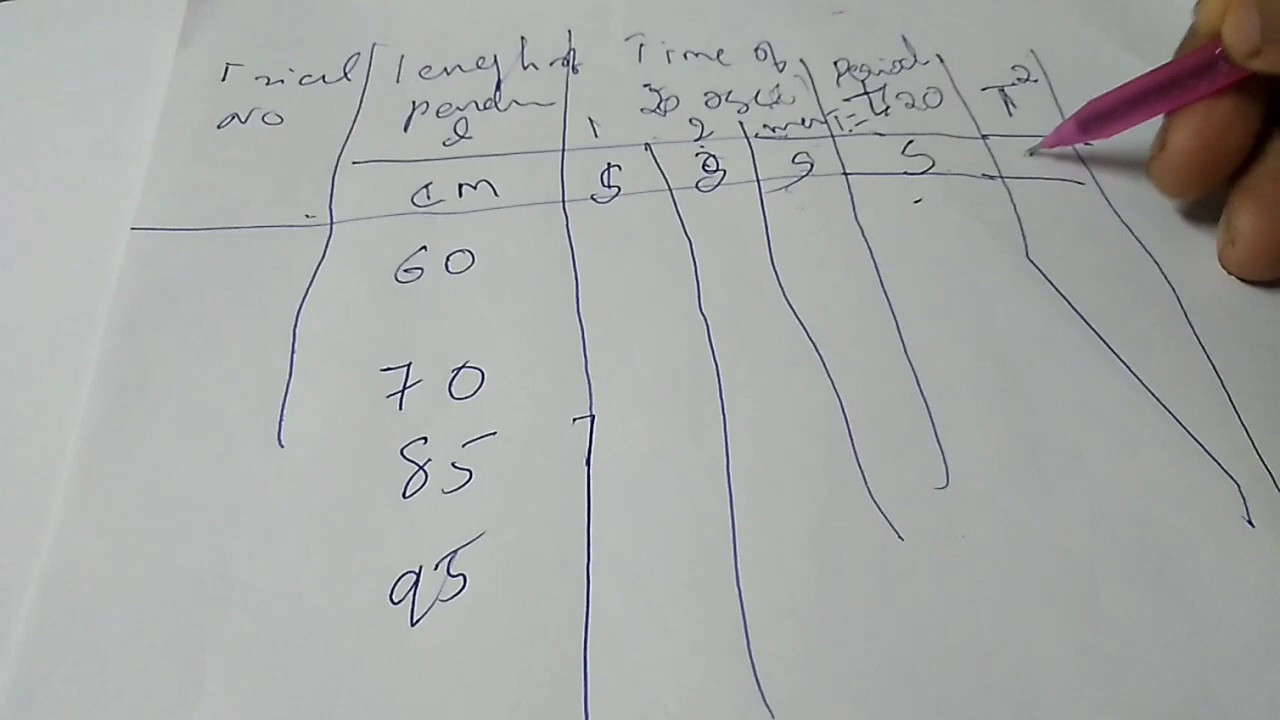 Trial length of Time of Period T²
no pendu 20 osci T = t/20
l 1 2 mean
cm s s s s
60
70
85
95